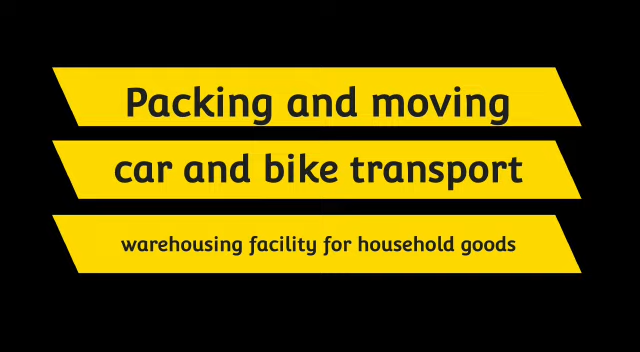 Packing and moving
car and bike transport
warehousing facility for household goods